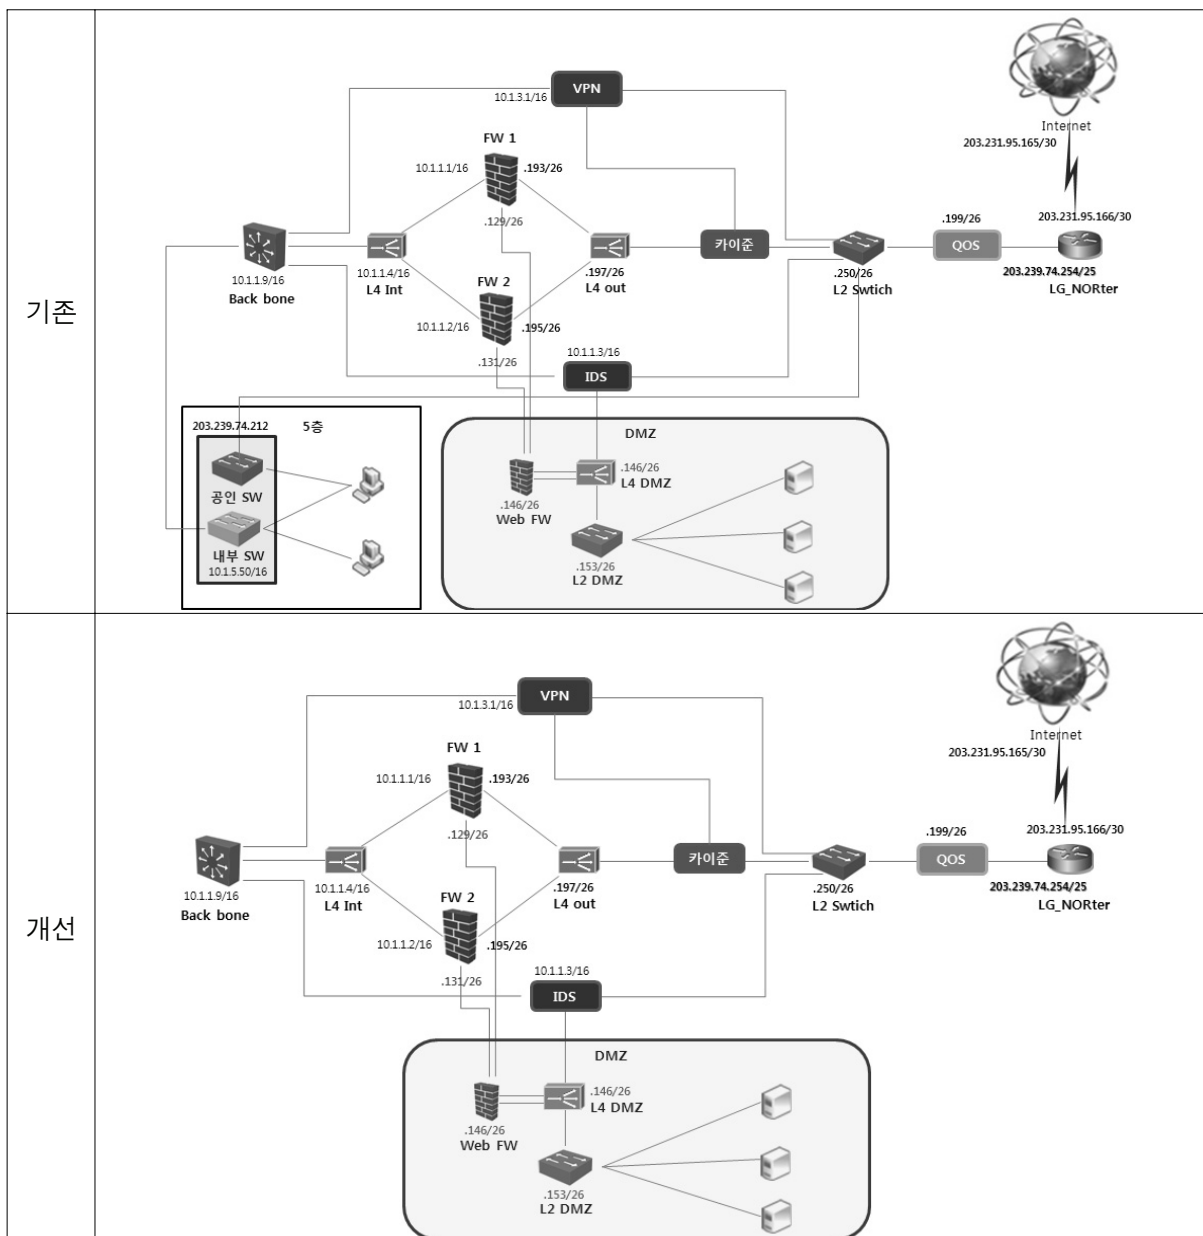 기존
VPN
10.1.3.1/16
Internet
203.231.95.165/30
FW 1
10.1.1.1/16
.193/26
.129/26
203.231.95.166/30
.199/26
카이준
QOS
10.1.1.9/16
Back bone
10.1.1.4/16
L4 Int
FW 2
.197/26
L4 out
.250/26
L2 Swtich
203.239.74.254/25
LG_NORter
10.1.1.2/16
.195/26
.131/26
10.1.1.3/16
IDS
203.239.74.212
5층
공인 SW
내부 SW
10.1.5.50/16
DMZ
.146/26
L4 DMZ
.146/26
Web FW
.153/26
L2 DMZ
개선
VPN
10.1.3.1/16
Internet
203.231.95.165/30
FW 1
10.1.1.1/16
.193/26
.129/26
203.231.95.166/30
.199/26
카이준
QOS
10.1.1.9/16
Back bone
10.1.1.4/16
L4 Int
FW 2
.197/26
L4 out
.250/26
L2 Swtich
203.239.74.254/25
LG_NORter
10.1.1.2/16
.195/26
.131/26
10.1.1.3/16
IDS
DMZ
.146/26
L4 DMZ
.146/26
Web FW
.153/26
L2 DMZ